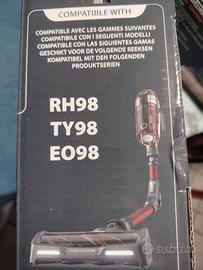 COMPATIBLE WITH
COMPATIBLE AVEC LES GAMMES SUIVANTES
COMPATIBILE CON I SEGUENTI MODELLI
COMPATIBLE CON LAS SIGUIENTES GAMAS
GESCHIKT VOOR DE VOLGENDE REEKSEN
KOMPATIBEL MIT DEN FOLGENDEN
PRODUKTSERIEN
RH98
TY98
EO98
subito